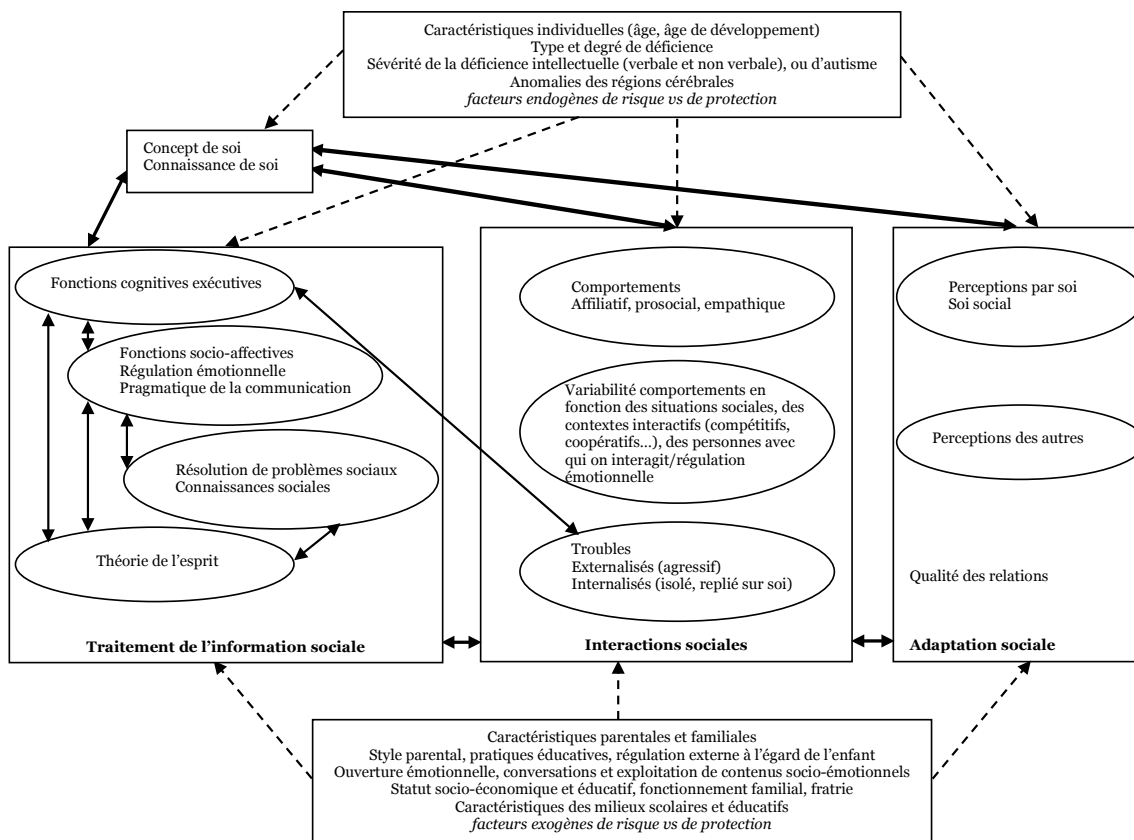 Caractéristiques individuelles (âge, âge de développement)
Type et degré de déficience
Sévérité de la déficience intellectuelle (verbale et non verbale), ou d'autisme
Anomalies des régions cérébrales
facteurs endogènes de risque vs de protection
Concept de soi
Connaissance de soi
Fonctions cognitives exécutives
Fonctions socio-affectives
Régulation émotionnelle
Pragmatique de la communication
Résolution de problèmes sociaux
Connaissances sociales
Théorie de l'esprit
Traitement de l'information sociale
Comportements
Affiliatif, prosocial, empathique
Variabilité comportements en
fonction des situations sociales, des
contextes interactifs (compétitifs,
coopératifs…), des personnes avec
qui on interagit/régulation
émotionnelle
Troubles
Externalisés (agressif)
Internalisés (isolé, replié sur soi)
Interactions sociales
Perceptions par soi
Soi social
Perceptions des autres
Qualité des relations
Adaptation sociale
Caractéristiques parentales et familiales
Style parental, pratiques éducatives, régulation externe à l'égard de l'enfant
Ouverture émotionnelle, conversations et exploitation de contenus socio-émotionnels
Statut socio-économique et éducatif, fonctionnement familial, fratrie
Caractéristiques des milieux scolaires et éducatifs
facteurs exogènes de risque vs de protection